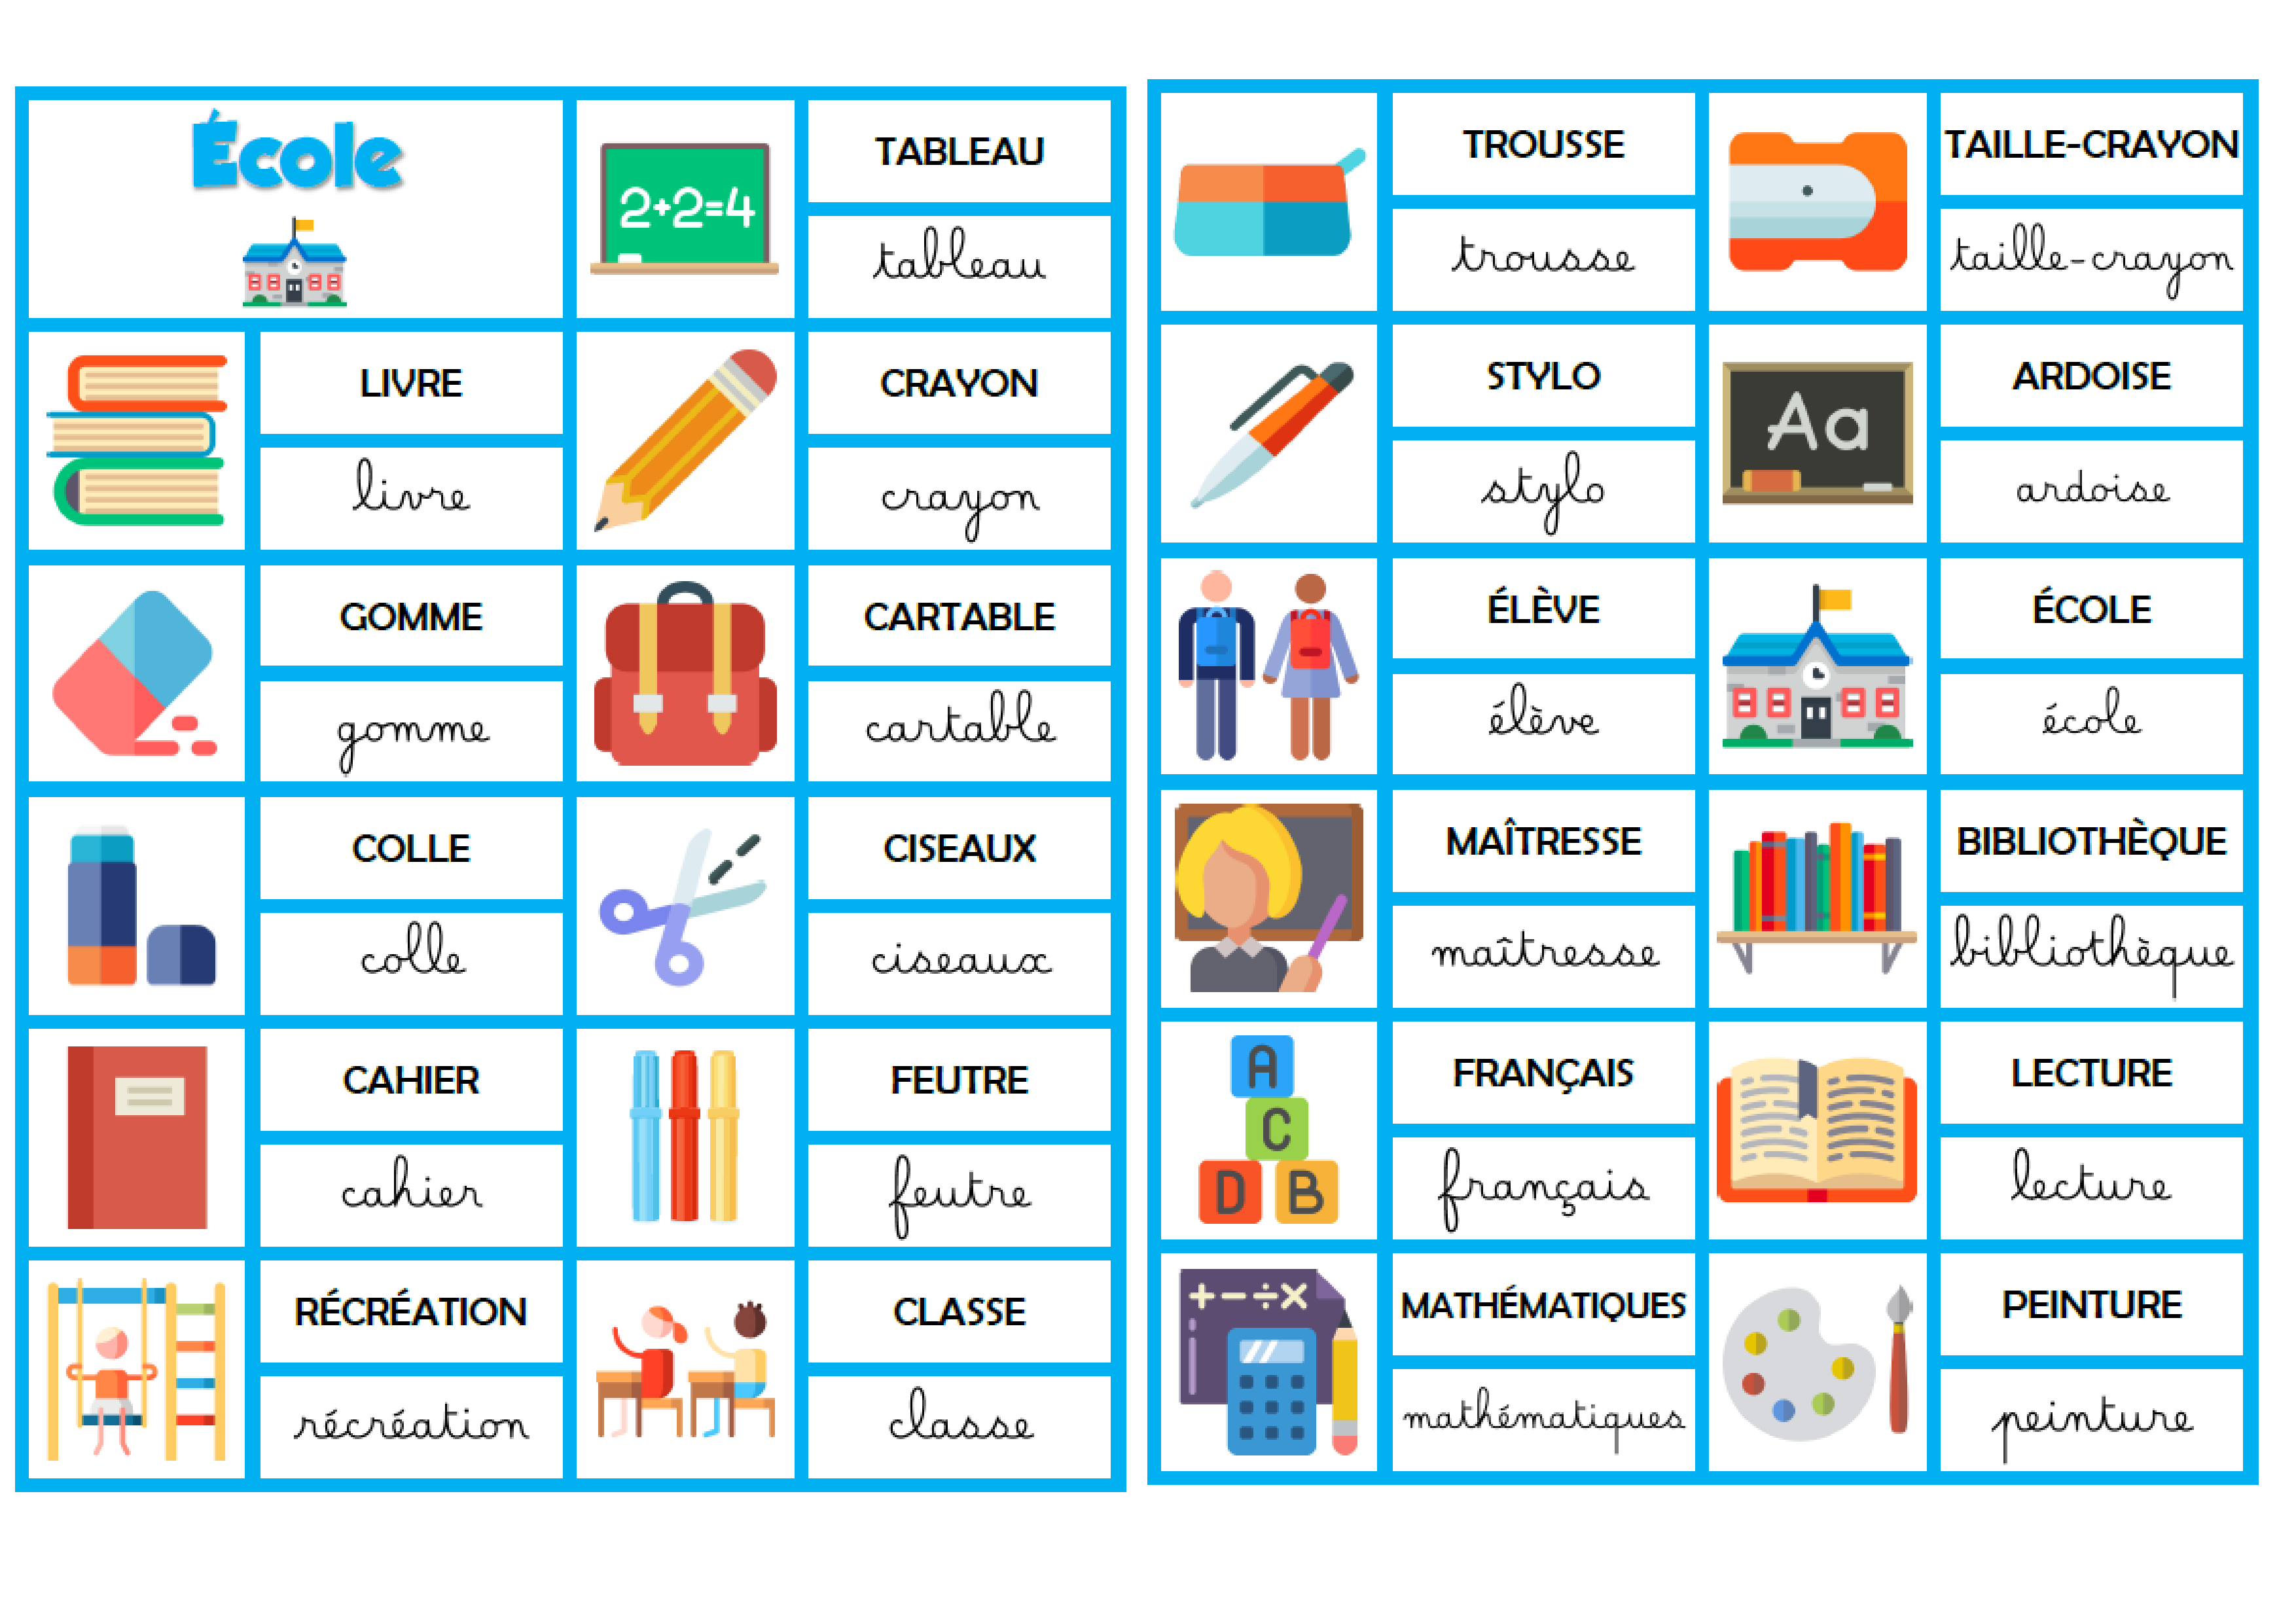 École
2+2=4
TABLEAU
tableau
LIVRE
livre
CRAYON
crayon
GOMME
gomme
CARTABLE
cartable
COLLE
colle
CISEAUX
ciseaux
CAHIER
cahier
FEUTRE
feutre
RÉCRÉATION
récréation
CLASSE
classe
TROUSSE
trousse
TAILLE-CRAYON
taille-crayon
STYLO
stylo
Aa
ARDOISE
ardoise
ÉLÈVE
élève
ÉCOLE
école
MAÎTRESSE
maîtresse
BIBLIOTHÈQUE
bibliothèque
A
C
D B
FRANÇAIS
français
LECTURE
lecture
+-÷×
MATHÉMATIQUES
mathématiques
PEINTURE
peinture